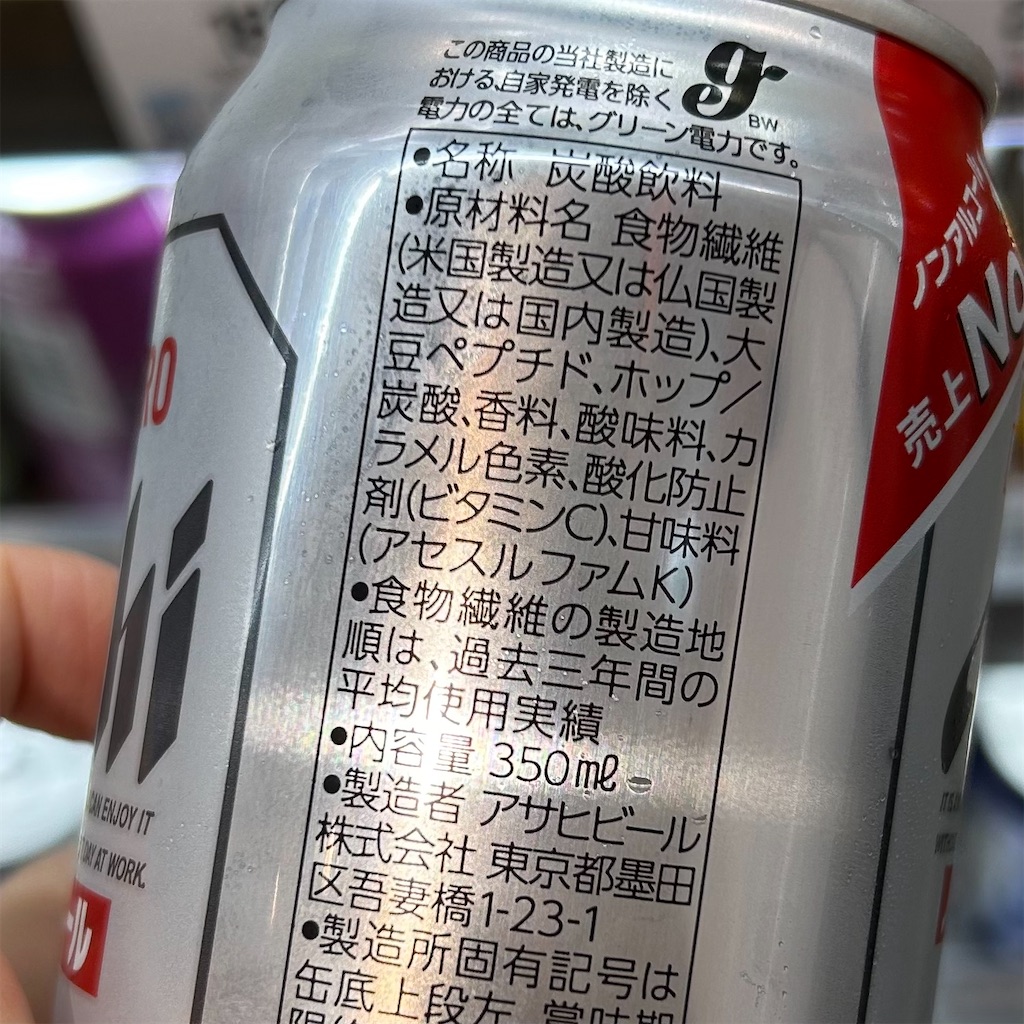 この商品の当社製造に
おける、自家発電を除く
電力の全ては、グリーン電力です。
g
BW
●名称 炭酸飲料
●原材料名 食物繊維
(米国製造又は仏国製
造又は国内製造)、大
豆ペプチド、ホップ／
炭酸、香料、酸味料、カ
ラメル色素、酸化防止
剤(ビタミンC)、甘味料
(アセスルファムK)
●食物繊維の製造地
順は、過去三年間の
平均使用実績
●内容量 350㎖
●製造者 アサヒビール
株式会社 東京都墨田
区吾妻橋1-23-1
●製造所固有記号は
缶底上段左、賞味期
ノンアルコー
売上No
RO
hi
CAN ENJOY IT
DAY AT WORK.
ール